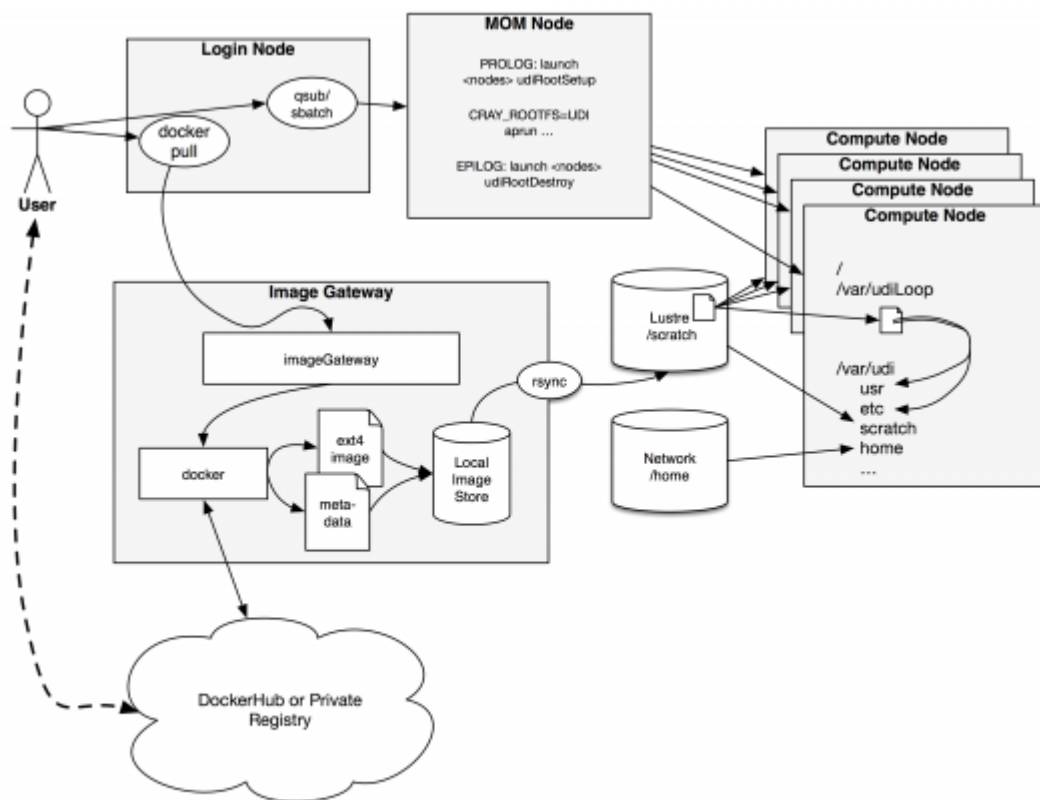 Login Node
qsub/
sbatch
docker
pull
User
MOM Node
PROLOG: launch
<nodes> udiRootSetup
CRAY_ROOTFS=UDI
aprun ...
EPILOG: launch <nodes>
udiRootDestroy
Compute Node
Compute Node
Compute Node
Compute Node
/
/var/udiLoop
/var/udi
usr
etc
scratch
home
...
Image Gateway
imageGateway
docker
ext4
image
meta-
data
Local
Image
Store
rsync
Lustre
/scratch
Network
/home
DockerHub or Private
Registry